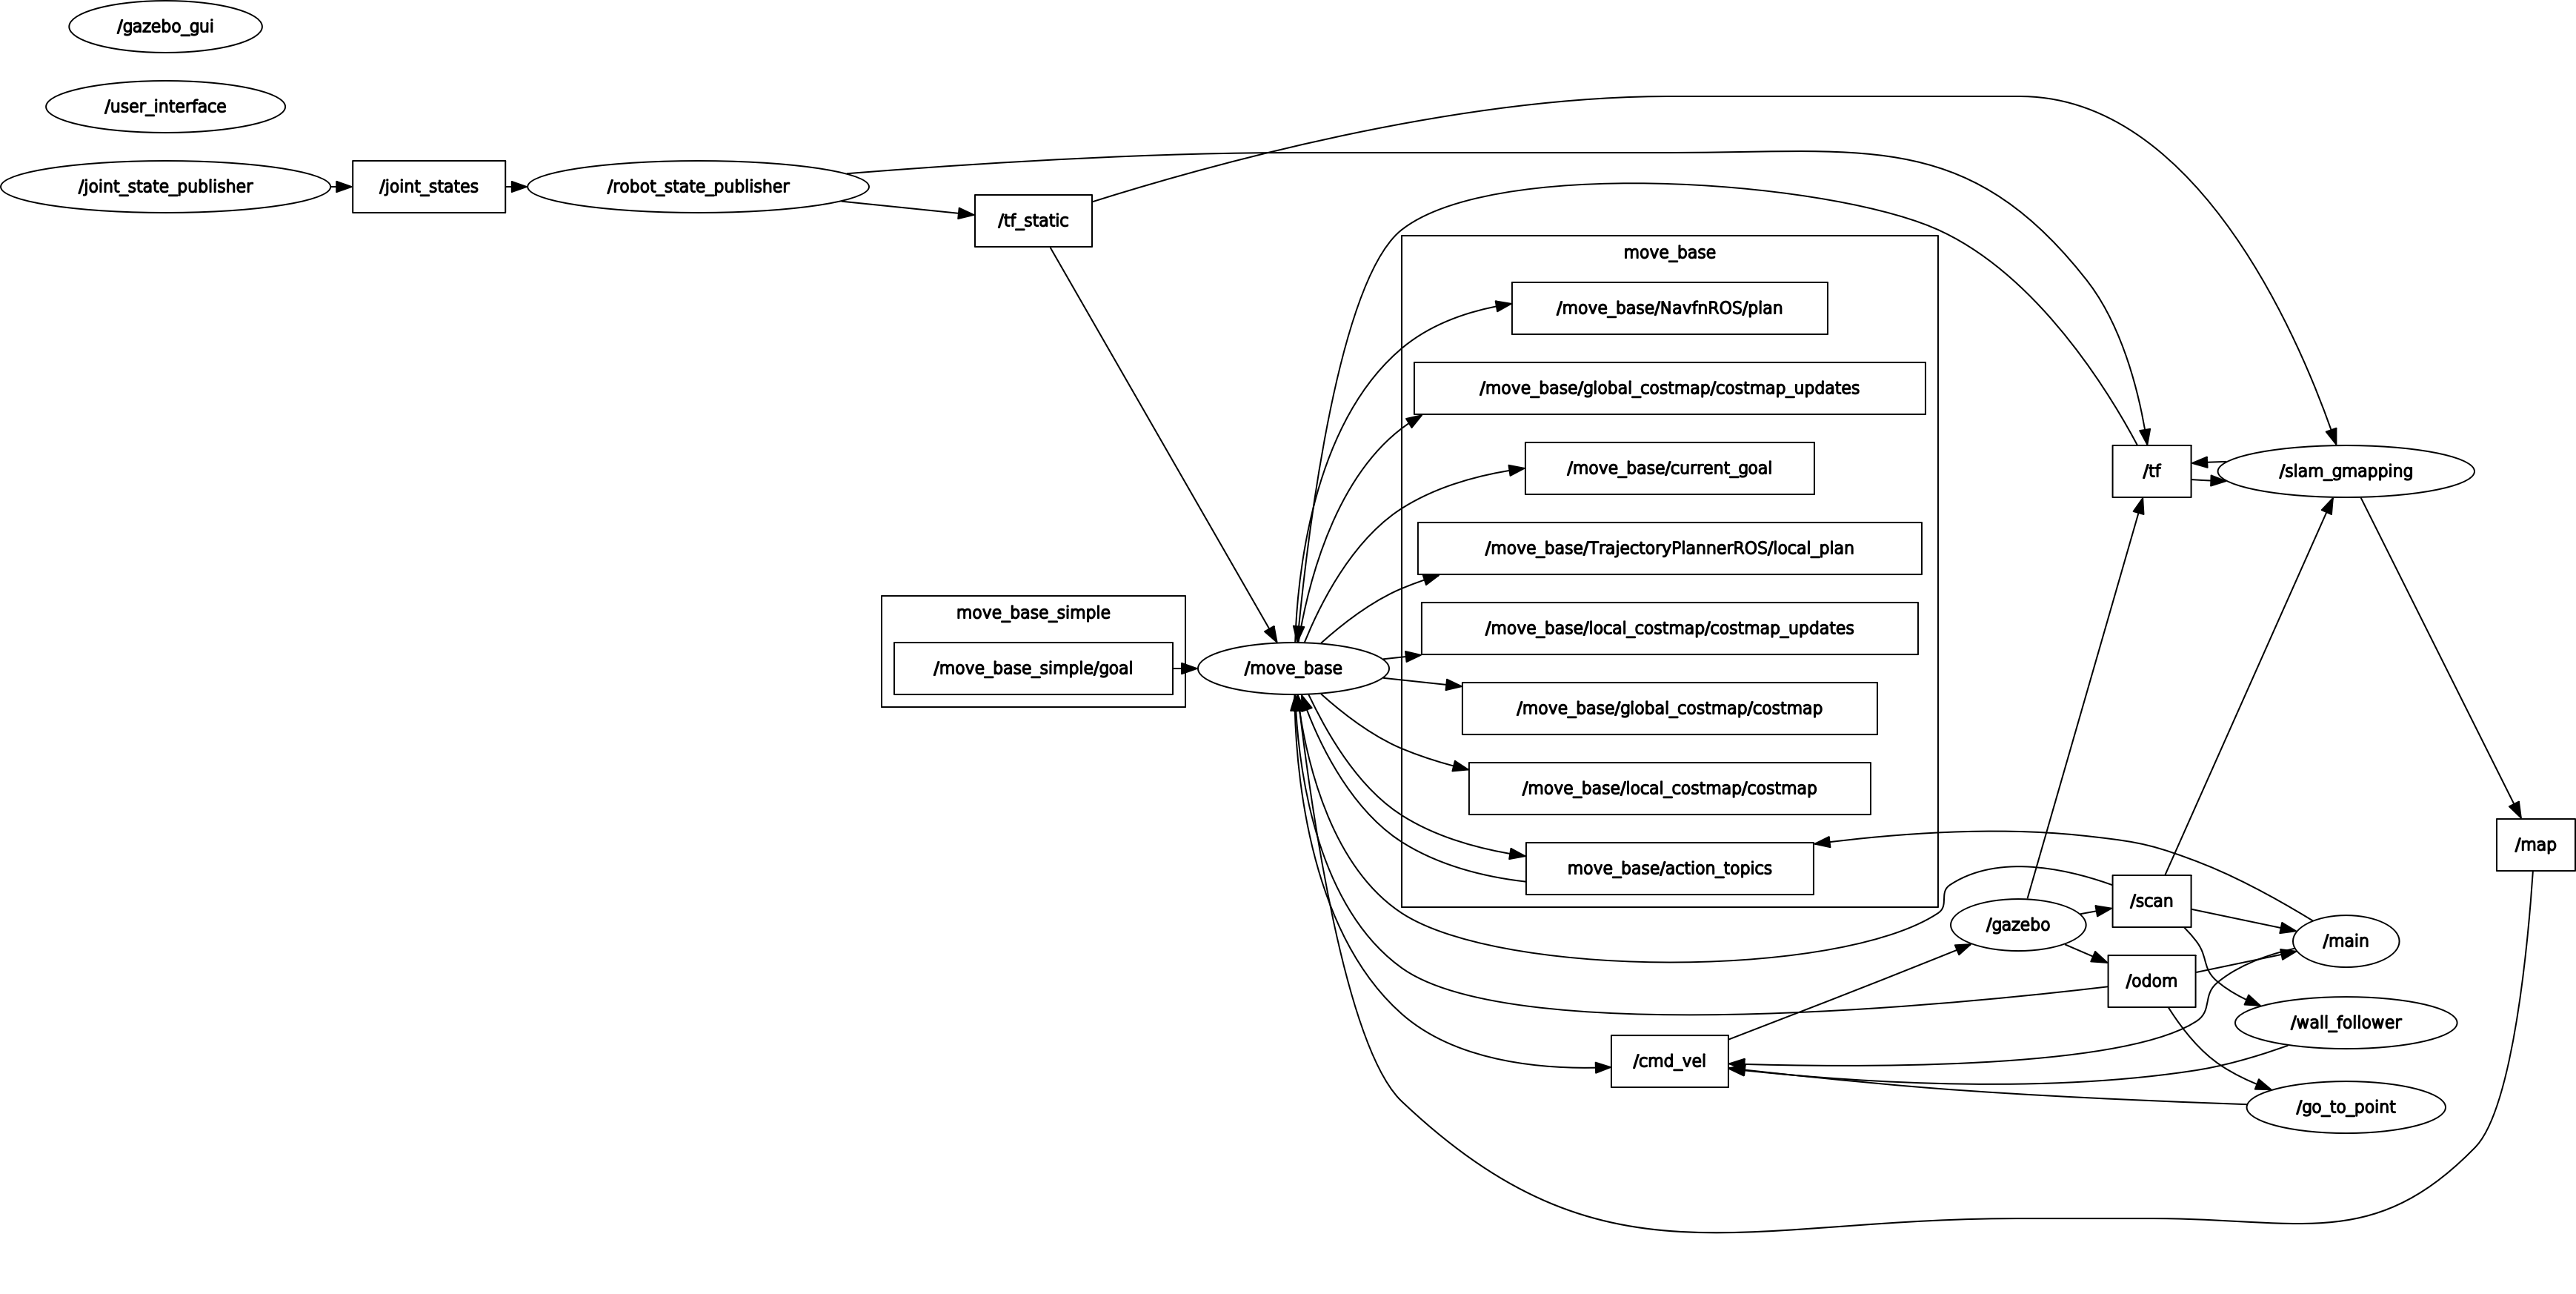 /gazebo_gui
/user_interface
/joint_state_publisher
/joint_states
/robot_state_publisher
/tf_static
move_base
/move_base/NavfnROS/plan
/move_base/global_costmap/costmap_updates
/move_base/current_goal
/tf
/slam_gmapping
/move_base/TrajectoryPlannerROS/local_plan
move_base_simple
/move_base/local_costmap/costmap_updates
/move_base_simple/goal
/move_base
/move_base/global_costmap/costmap
/move_base/local_costmap/costmap
/map
move_base/action_topics
/scan
/gazebo
/main
/odom
/wall_follower
/cmd_vel
/go_to_point